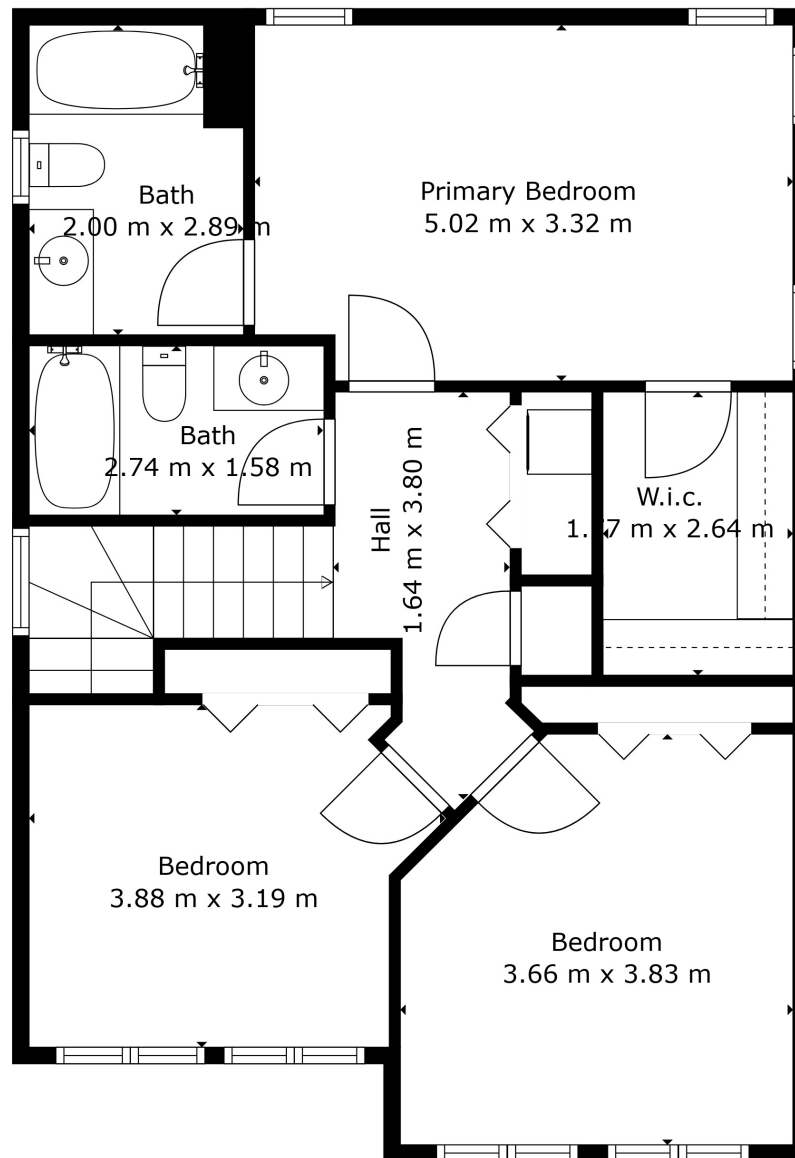 Bath
2.00 m x 2.89 m
Primary Bedroom
5.02 m x 3.32 m
Bath
2.74 m x 1.58 m
Hall
1.64 m x 3.80 m
W.i.c.
m x 2.64 m
Bedroom
3.88 m x 3.19 m
Bedroom
3.66 m x 3.83 m